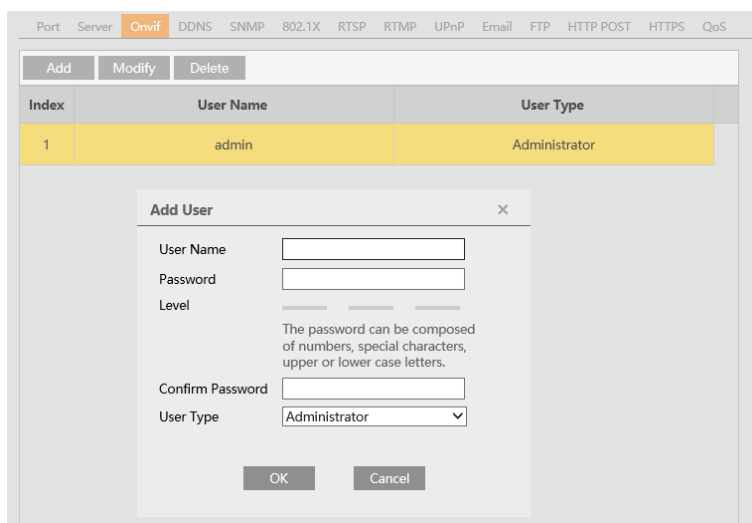 Port Server Onvif DDNS SNMP 802.1X RTSP RTMP UPnP Email FTP HTTP POST HTTPS QoS
Add Modify Delete
Index User Name User Type
1 admin Administrator
Add User ×
User Name
Password
Level
The password can be composed
of numbers, special characters,
upper or lower case letters.
Confirm Password
User Type Administrator
OK Cancel